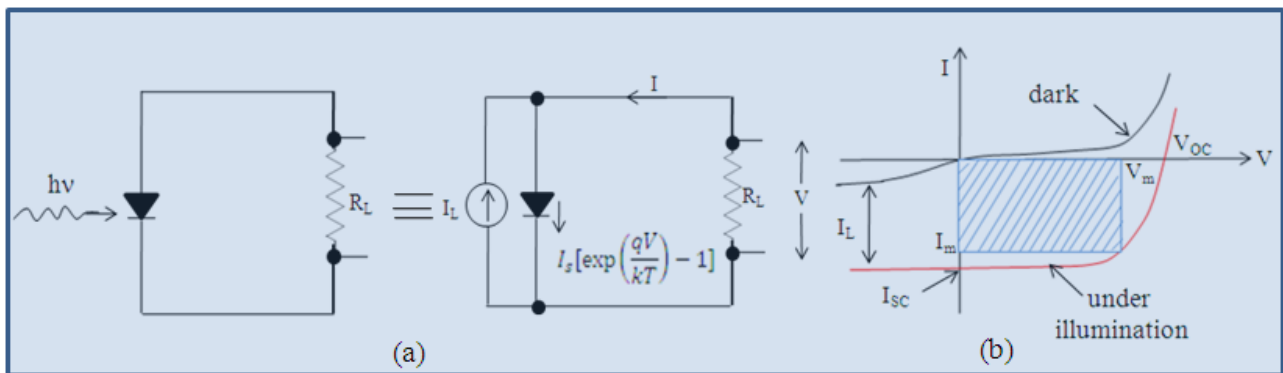 hν
R_L
I_L
I
I_s[exp(qV/kT) − 1]
V
R_L
(a)
I
dark
V_OC
V
V_m
I_L
I_m
I_SC
under
illumination
(b)